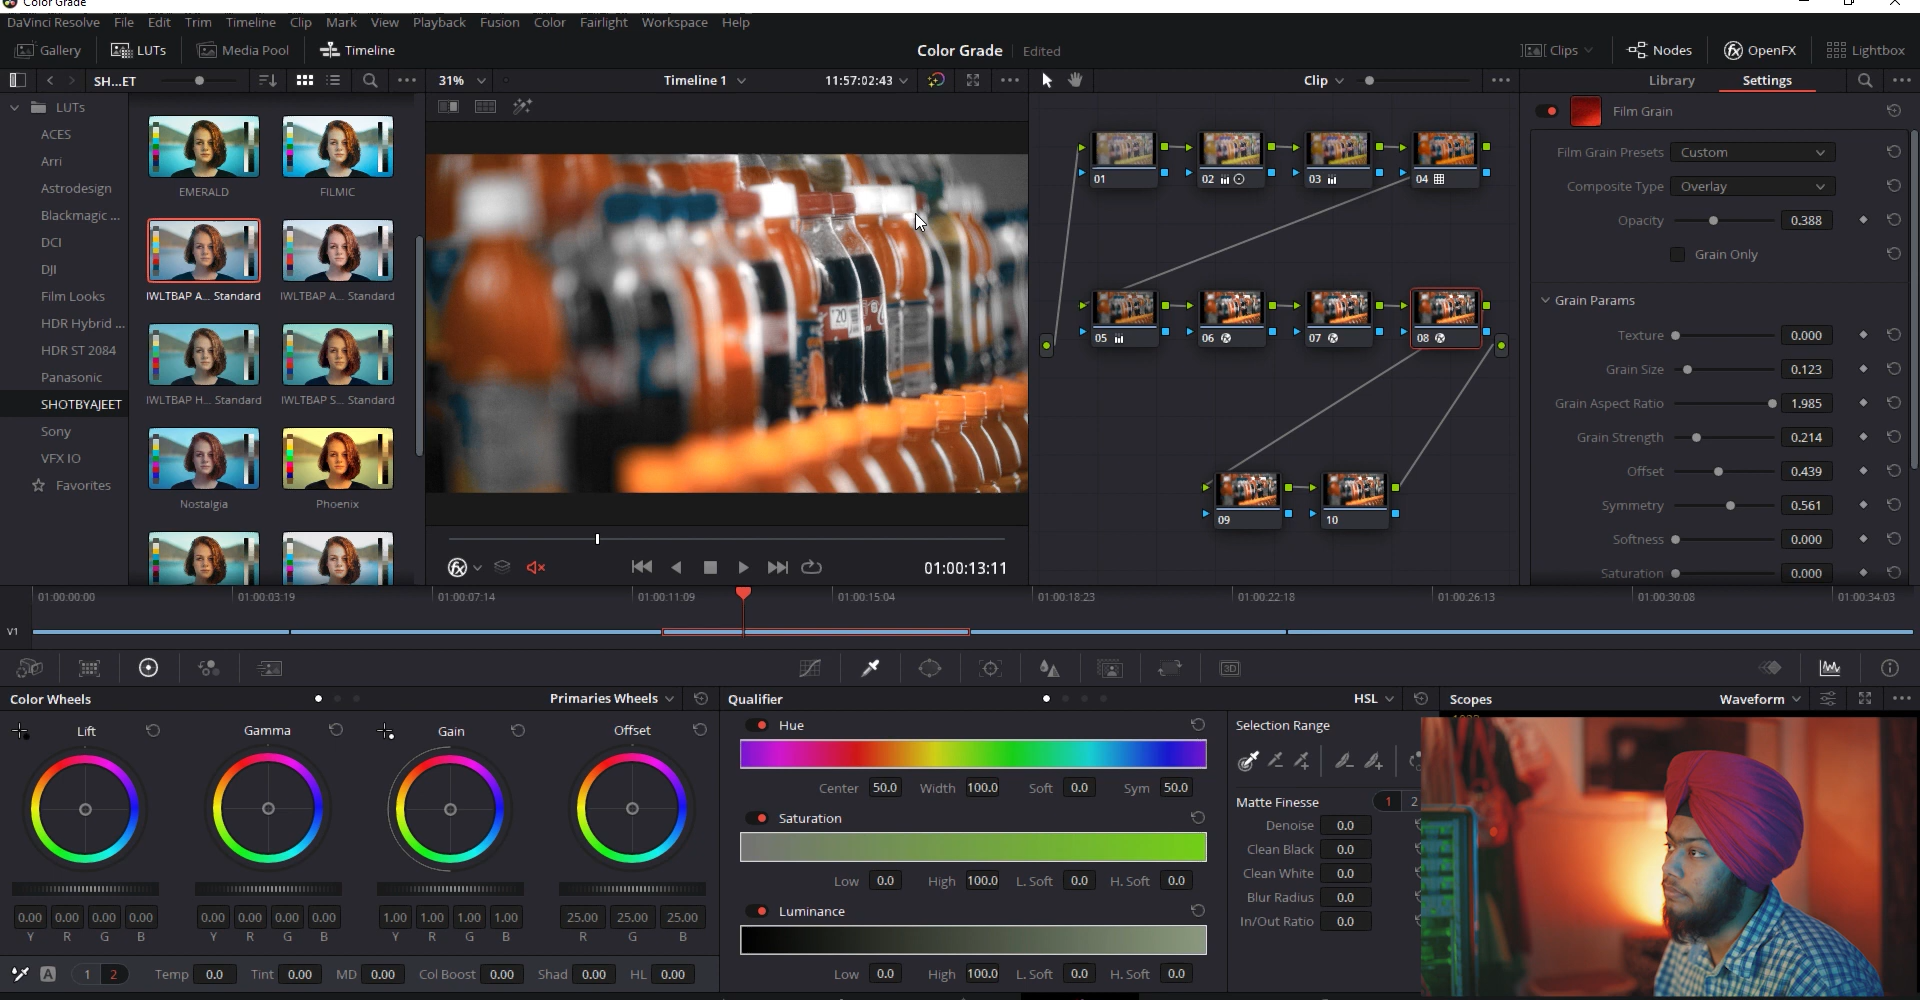 Color Grade
DaVinci Resolve File Edit Trim Timeline Clip Mark View Playback Fusion Color Fairlight Workspace Help
Gallery LUTs Media Pool Timeline Color Grade Edited Clips Nodes OpenFX Lightbox
SH...ET 31% Timeline 1 11:57:02:43 Clip Library Settings
LUTs
ACES
Arri
Astrodesign
Blackmagic ...
DCI
DJI
Film Looks
HDR Hybrid ...
HDR ST 2084
Panasonic
SHOTBYAJEET
Sony
VFX IO
Favorites
EMERALD FILMIC
IWLTBAP A... Standard IWLTBAP A... Standard
IWLTBAP H... Standard IWLTBAP S... Standard
Nostalgia Phoenix
20
01:00:13:11
01 02 03 04
05 06 07 08
09 10
Film Grain
Film Grain Presets Custom
Composite Type Overlay
Opacity 0.388
Grain Only
Grain Params
Texture 0.000
Grain Size 0.123
Grain Aspect Ratio 1.985
Grain Strength 0.214
Offset 0.439
Symmetry 0.561
Softness 0.000
Saturation 0.000
01:00:00:00 01:00:03:19 01:00:07:14 01:00:11:09 01:00:15:04 01:00:18:23 01:00:22:18 01:00:26:13 01:00:30:08 01:00:34:03
V1
3D
Color Wheels Primaries Wheels
Lift Gamma Gain Offset
0.00 0.00 0.00 0.00 0.00 0.00 0.00 0.00 1.00 1.00 1.00 1.00 25.00 25.00 25.00
Y R G B Y R G B Y R G B R G B
A 1 2 Temp 0.0 Tint 0.00 MD 0.00 Col Boost 0.00 Shad 0.00 HL 0.00
Qualifier HSL
Hue
Center 50.0 Width 100.0 Soft 0.0 Sym 50.0
Saturation
Low 0.0 High 100.0 L. Soft 0.0 H. Soft 0.0
Luminance
Low 0.0 High 100.0 L. Soft 0.0 H. Soft 0.0
Selection Range
Matte Finesse 1 2
Denoise 0.0
Clean Black 0.0
Clean White 0.0
Blur Radius 0.0
In/Out Ratio 0.0
Scopes Waveform